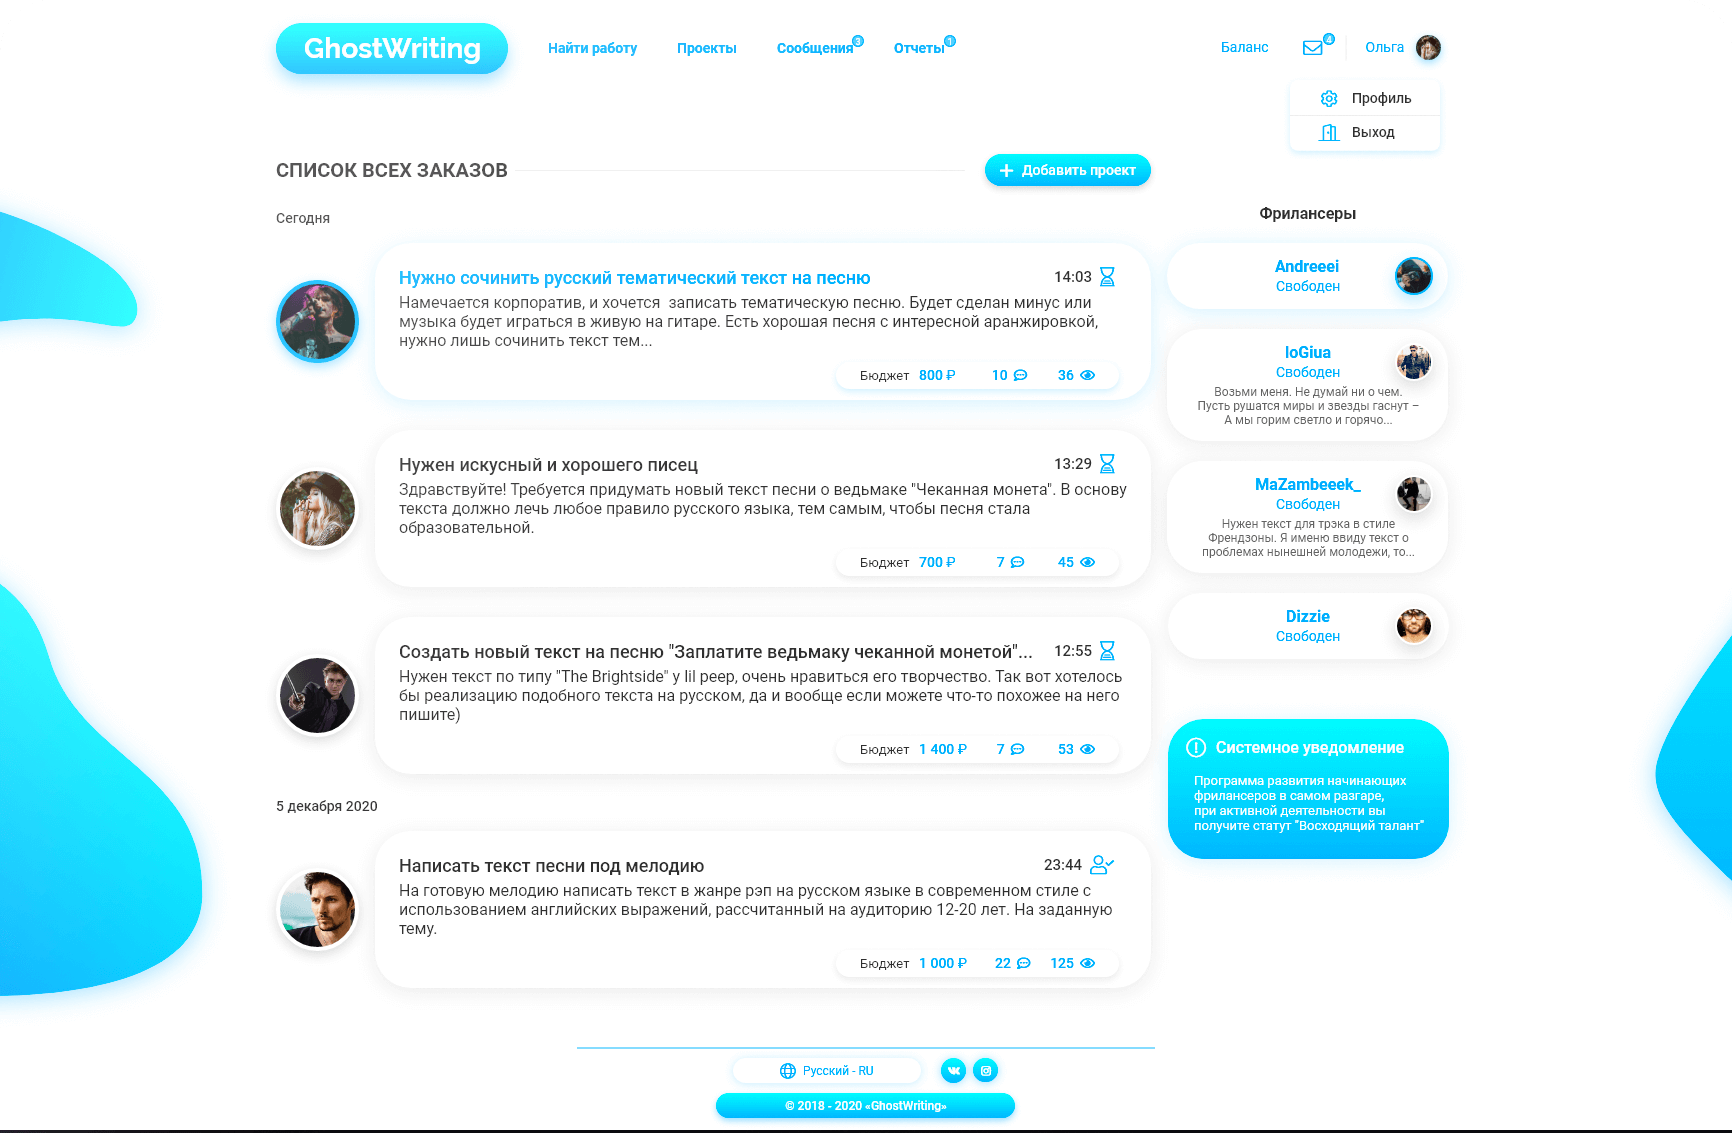 GhostWriting
Найти работу
Проекты
Сообщения 3
Отчеты 1
Баланс
4
Ольга
Профиль
Выход
СПИСОК ВСЕХ ЗАКАЗОВ
Добавить проект
Сегодня
Нужно сочинить русский тематический текст на песню
14:03
Намечается корпоратив, и хочется  записать тематическую песню. Будет сделан минус или
музыка будет играться в живую на гитаре. Есть хорошая песня с интересной аранжировкой,
нужно лишь сочинить текст тем...
Бюджет 800 ₽ 10 36
Нужен искусный и хорошего писец
13:29
Здравствуйте! Требуется придумать новый текст песни о ведьмаке "Чеканная монета". В основу
текста должно лечь любое правило русского языка, тем самым, чтобы песня стала
образовательной.
Бюджет 700 ₽ 7 45
Создать новый текст на песню "Заплатите ведьмаку чеканной монетой"...
12:55
Нужен текст по типу "The Brightside" у lil peep, очень нравиться его творчество. Так вот хотелось
бы реализацию подобного текста на русском, да и вообще если можете что-то похожее на него
пишите)
Бюджет 1 400 ₽ 7 53
5 декабря 2020
Написать текст песни под мелодию
23:44
На готовую мелодию написать текст в жанре рэп на русском языке в современном стиле с
использованием английских выражений, рассчитанный на аудиторию 12-20 лет. На заданную
тему.
Бюджет 1 000 ₽ 22 125
Фрилансеры
Andreeei
Свободен
loGiua
Свободен
Возьми меня. Не думай ни о чем.
Пусть рушатся миры и звезды гаснут –
А мы горим светло и горячо...
MaZambeeek_
Свободен
Нужен текст для трэка в стиле
Френдзоны. Я именю ввиду текст о
проблемах нынешней молодежи, то...
Dizzie
Свободен
Системное уведомление
Программа развития начинающих
фрилансеров в самом разгаре,
при активной деятельности вы
получите статут "Восходящий талант"
Русский - RU
© 2018 - 2020 «GhostWriting»